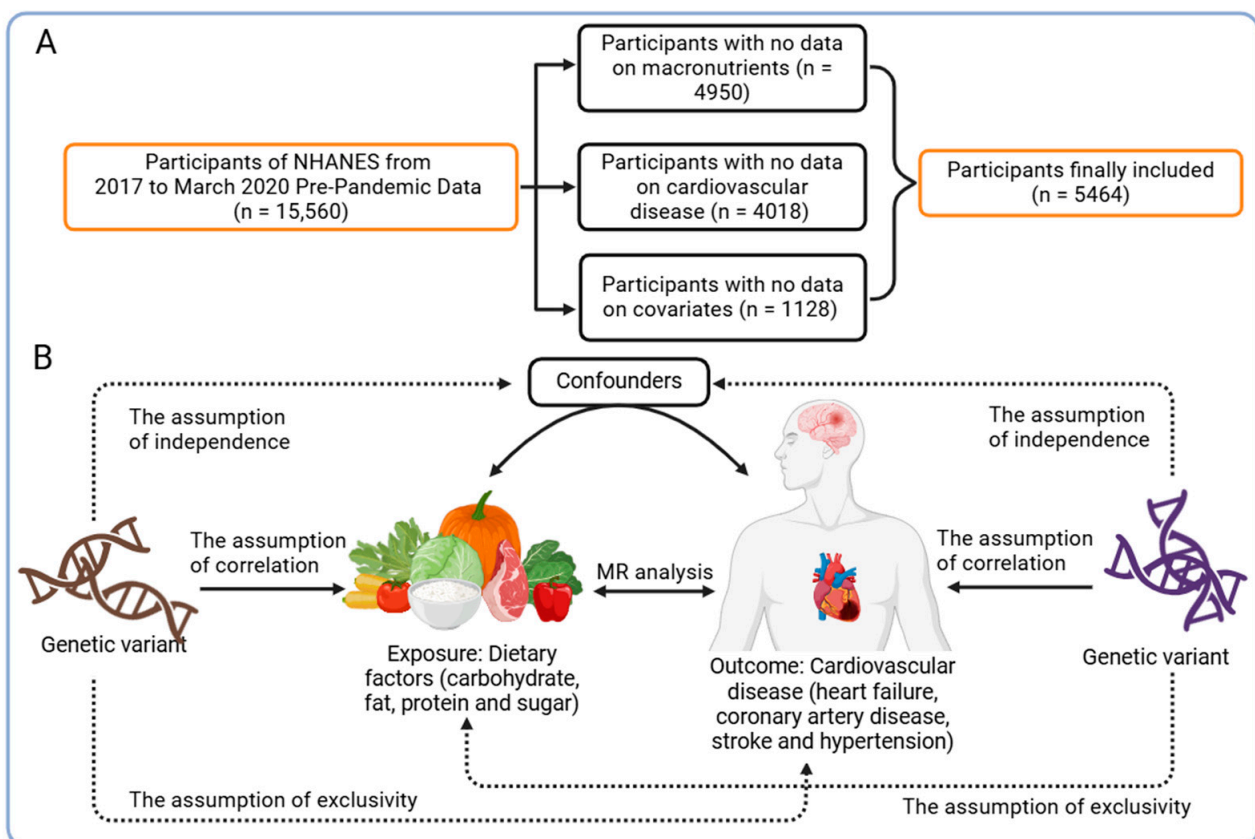 A
Participants of NHANES from
2017 to March 2020 Pre-Pandemic Data
(n = 15,560)
Participants with no data
on macronutrients (n =
4950)
Participants with no data
on cardiovascular
disease (n = 4018)
Participants with no data
on covariates (n = 1128)
Participants finally included
(n = 5464)
B
Confounders
The assumption
of independence
The assumption
of independence
The assumption
of correlation
MR analysis
The assumption
of correlation
Genetic variant
Exposure: Dietary
factors (carbohydrate,
fat, protein and sugar)
Outcome: Cardiovascular
disease (heart failure,
coronary artery disease,
stroke and hypertension)
Genetic variant
The assumption of exclusivity
The assumption of exclusivity